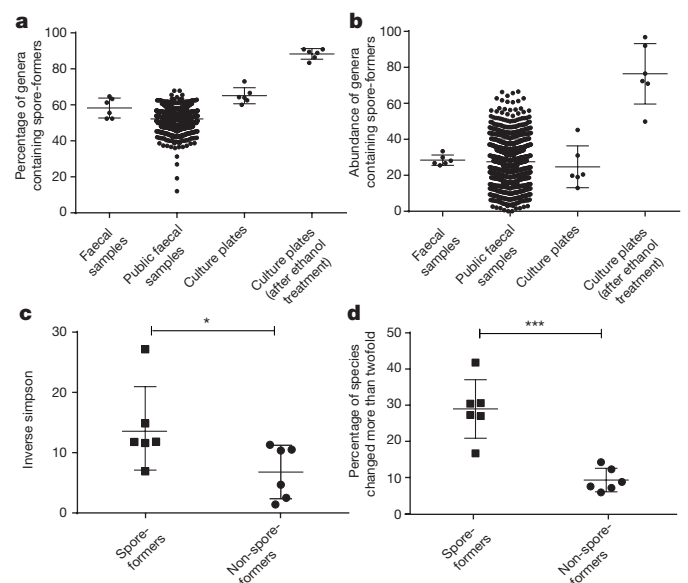 a
Percentage of genera
containing spore-formers
100
80
60
40
20
0
Faecal
samples
Public faecal
samples
Culture plates
Culture plates
(after ethanol
treatment)
b
Abundance of genera
containing spore-formers
100
80
60
40
20
0
Faecal
samples
Public faecal
samples
Culture plates
Culture plates
(after ethanol
treatment)
c
Inverse simpson
30
20
10
0
*
Spore-
formers
Non-spore-
formers
d
Percentage of species
changed more than twofold
50
40
30
20
10
0
***
Spore-
formers
Non-spore-
formers